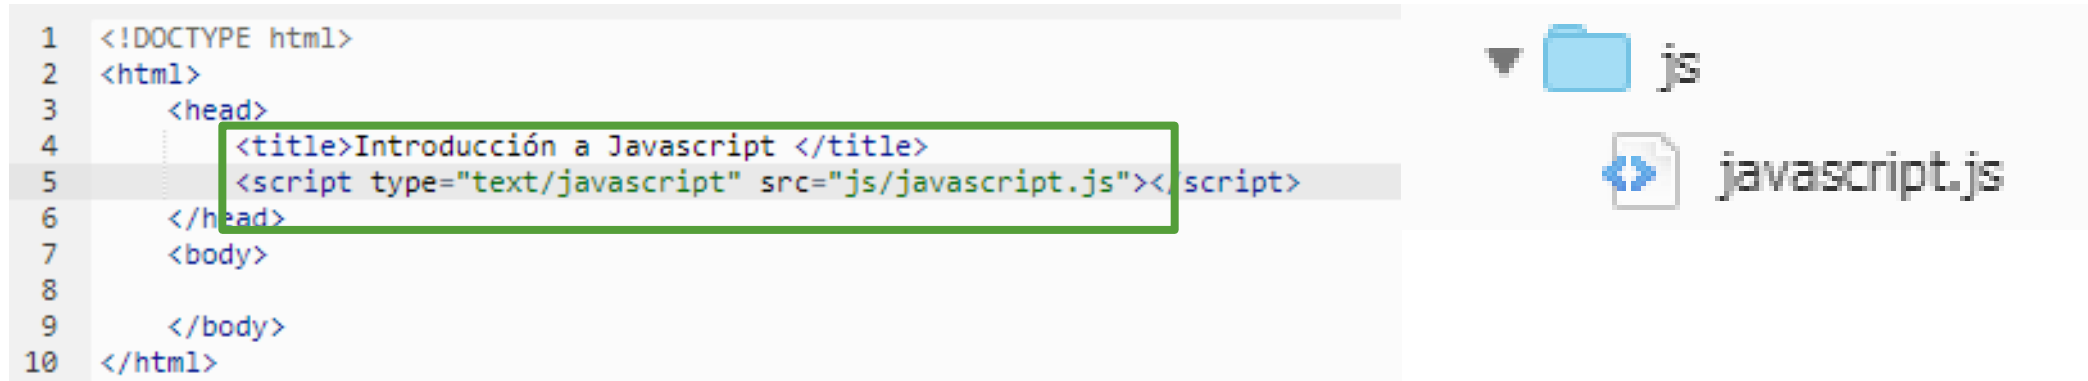 1 <!DOCTYPE html>
2 <html>
3 <head>
4 <title>Introducción a Javascript </title>
5 <script type="text/javascript" src="js/javascript.js"></script>
6 </head>
7 <body>
8
9 </body>
10 </html>
js
javascript.js